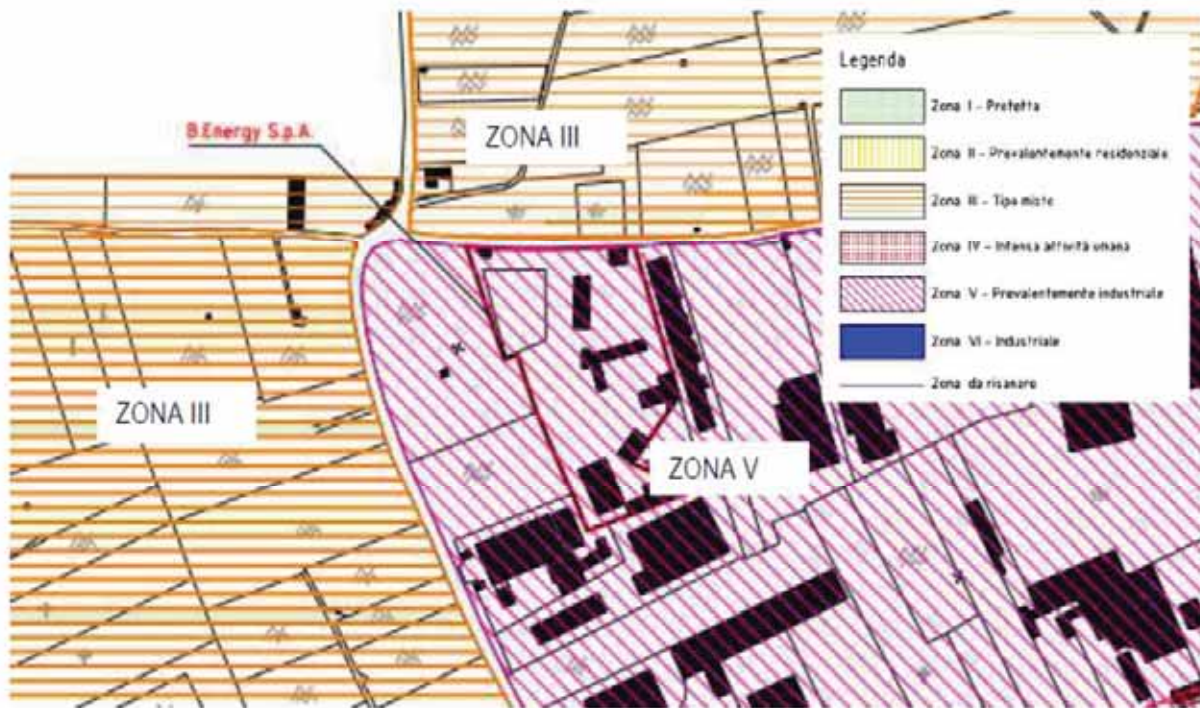 Legenda
Zona I - Protetta
Zona II - Prevalentemente residenziale
Zona III - Tipo misto
Zona IV - Intensa attività umana
Zona V - Prevalentemente industriale
Zona VI - Industriale
Zona da risanare
B.Energy S.p.A.
ZONA III
ZONA III
ZONA V